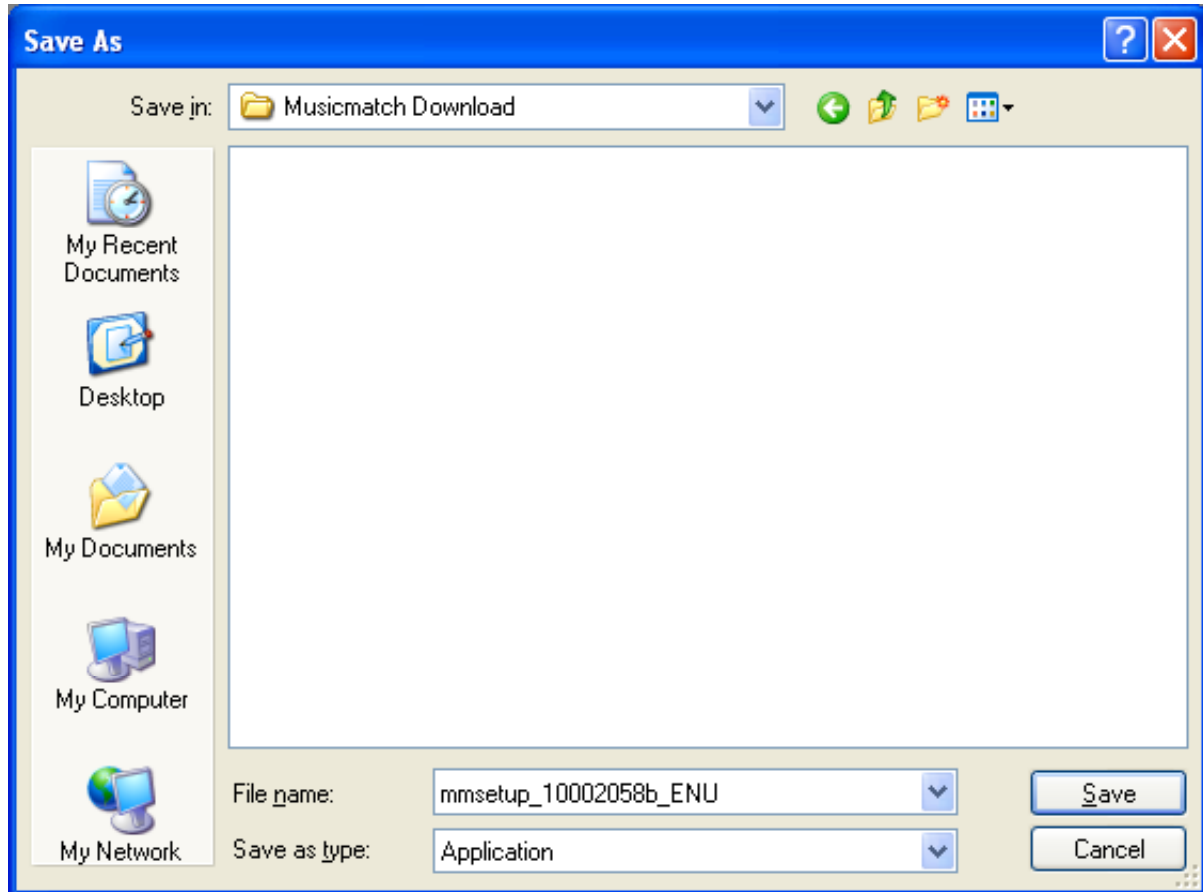 Save As
Save in: Musicmatch Download
My Recent
Documents
Desktop
My Documents
My Computer
My Network
File name: mmsetup_10002058b_ENU
Save
Save as type: Application
Cancel